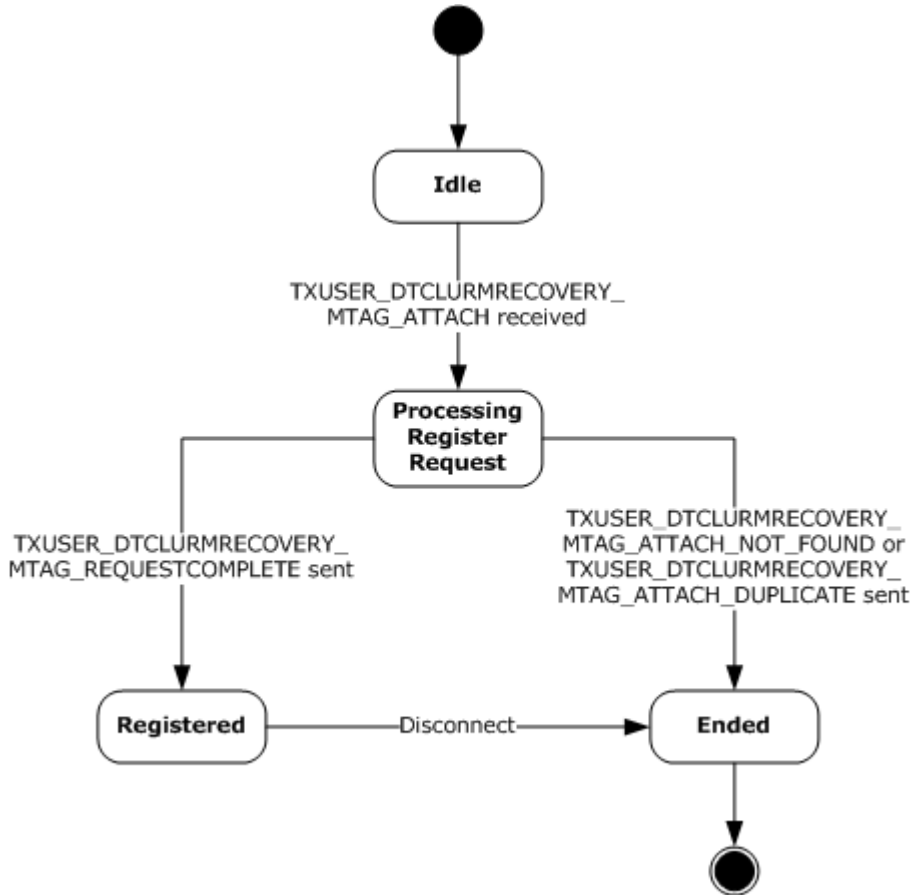 Idle
TXUSER_DTCLURMRECOVERY_
MTAG_ATTACH received
Processing
Register
Request
TXUSER_DTCLURMRECOVERY_
MTAG_REQUESTCOMPLETE sent
TXUSER_DTCLURMRECOVERY_
MTAG_ATTACH_NOT_FOUND or
TXUSER_DTCLURMRECOVERY_
MTAG_ATTACH_DUPLICATE sent
Registered
Disconnect
Ended